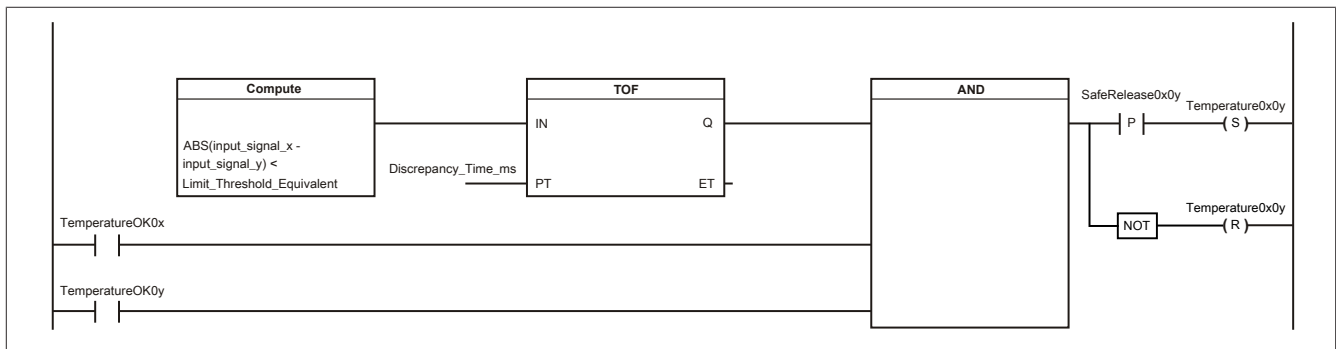 Compute
TOF
AND
SafeRelease0x0y
Temperature0x0y
IN
Q
P
S
ABS(input_signal_x -
input_signal_y) <
Limit_Threshold_Equivalent
Discrepancy_Time_ms
PT
ET
Temperature0x0y
NOT
R
TemperatureOK0x
TemperatureOK0y